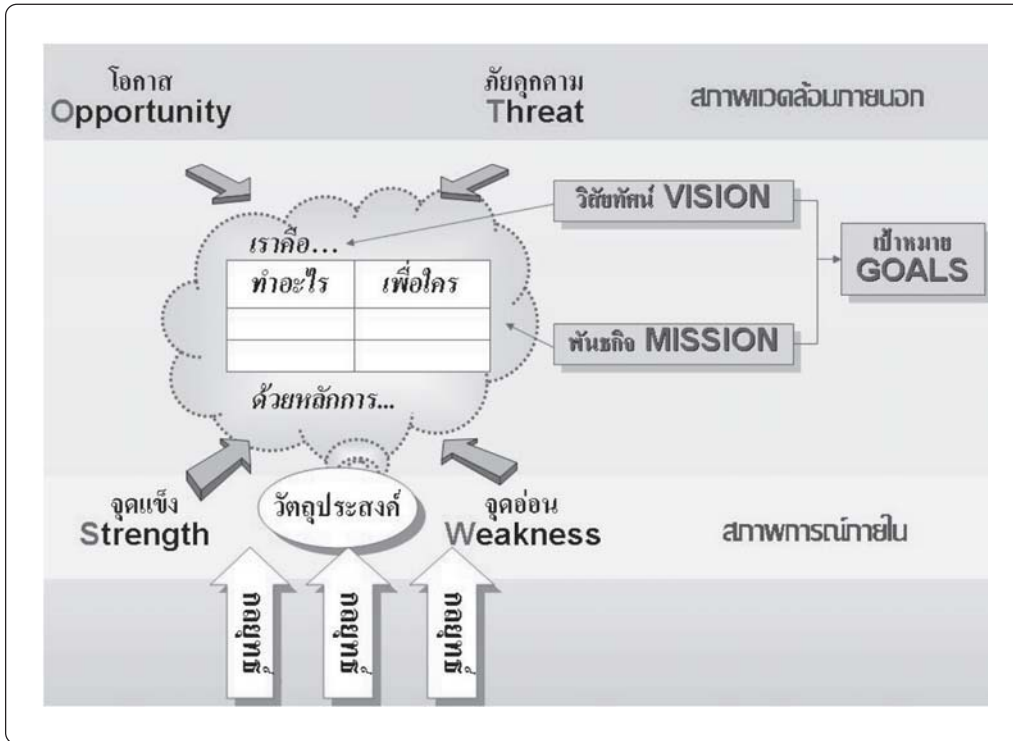 โอกาส
Opportunity
ภัยคุกคาม
Threat
สภาพแวดล้อมภายนอก
วิสัยทัศน์ VISION
เป้าหมาย
GOALS
เราคือ...
ทำอะไร
เพื่อใคร
พันธกิจ MISSION
ด้วยหลักการ...
จุดแข็ง
Strength
วัตถุประสงค์
จุดอ่อน
Weakness
สภาพการณ์ภายใน
กลยุทธ์
กลยุทธ์
กลยุทธ์